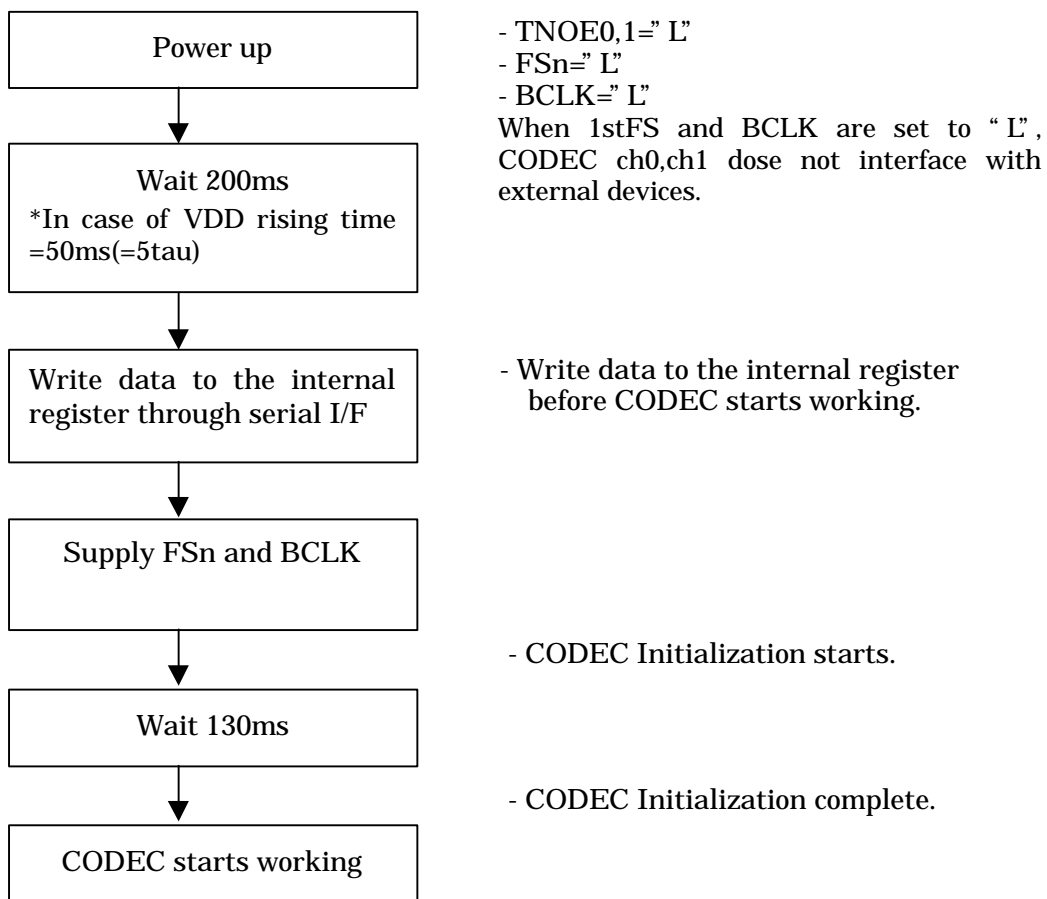 Power up
- TNOE0,1=” L”
- FSn=” L”
- BCLK=” L”
When 1stFS and BCLK are set to “ L”,
CODEC ch0,ch1 dose not interface with
external devices.
Wait 200ms
*In case of VDD rising time
=50ms(=5tau)
Write data to the internal
register through serial I/F
- Write data to the internal register
before CODEC starts working.
Supply FSn and BCLK
- CODEC Initialization starts.
Wait 130ms
- CODEC Initialization complete.
CODEC starts working